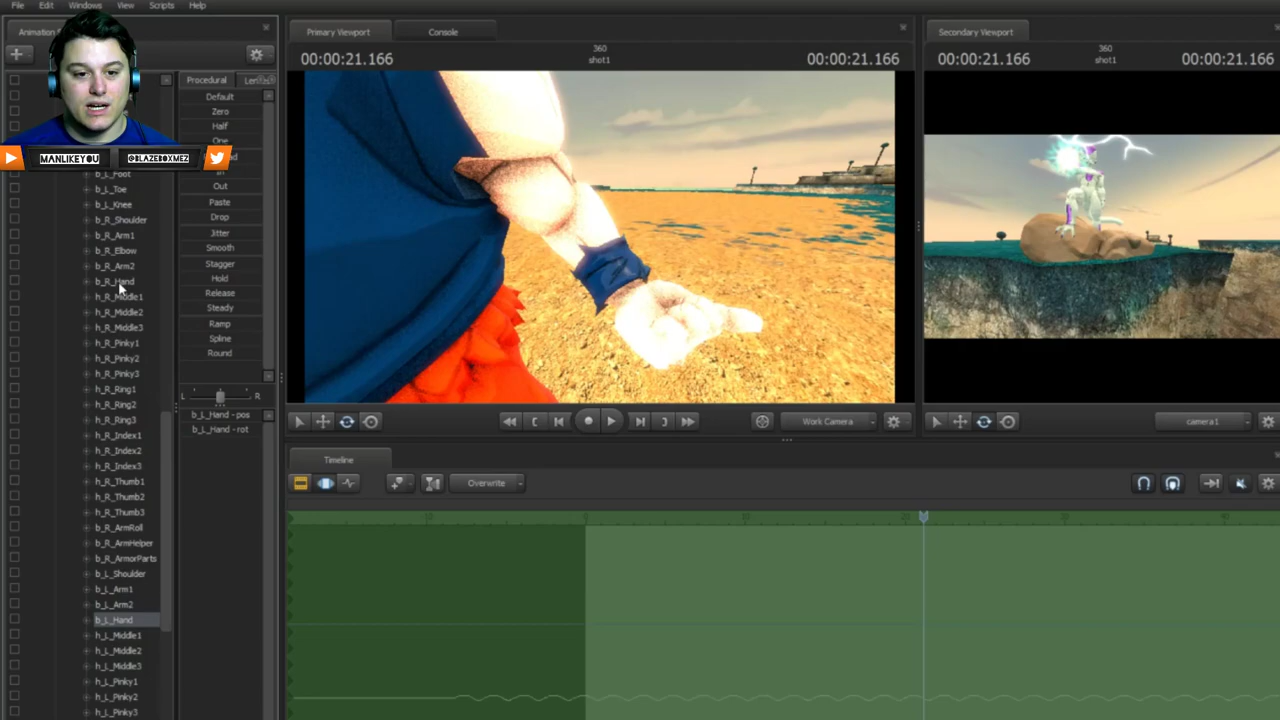 File Edit Windows View Scripts Help
Primary Viewport Console
Secondary Viewport
00:00:21.166
360
shot1
00:00:21.166
00:00:21.166
360
shot1
00:00:21.166
MANLIKEYOU @BLAZEBOXMEZ
b_L_Foot
b_L_Toe
b_L_Knee
b_R_Shoulder
b_R_Arm1
b_R_Elbow
b_R_Arm2
b_R_Hand
h_R_Middle1
h_R_Middle2
h_R_Middle3
h_R_Pinky1
h_R_Pinky2
h_R_Pinky3
h_R_Ring1
h_R_Ring2
h_R_Ring3
h_R_Index1
h_R_Index2
h_R_Index3
h_R_Thumb1
h_R_Thumb2
h_R_Thumb3
b_R_ArmRoll
b_R_ArmHelper
b_R_ArmorParts
b_L_Shoulder
b_L_Arm1
b_L_Arm2
b_L_Hand
h_L_Middle1
h_L_Middle2
h_L_Middle3
h_L_Pinky1
h_L_Pinky2
h_L_Pinky3
Procedural
Default
Zero
Half
One
In
Out
Paste
Drop
Jitter
Smooth
Stagger
Hold
Release
Steady
Ramp
Spline
Round
L R
b_L_Hand - pos
b_L_Hand - rot
Work Camera
camera1
Timeline
Overwrite